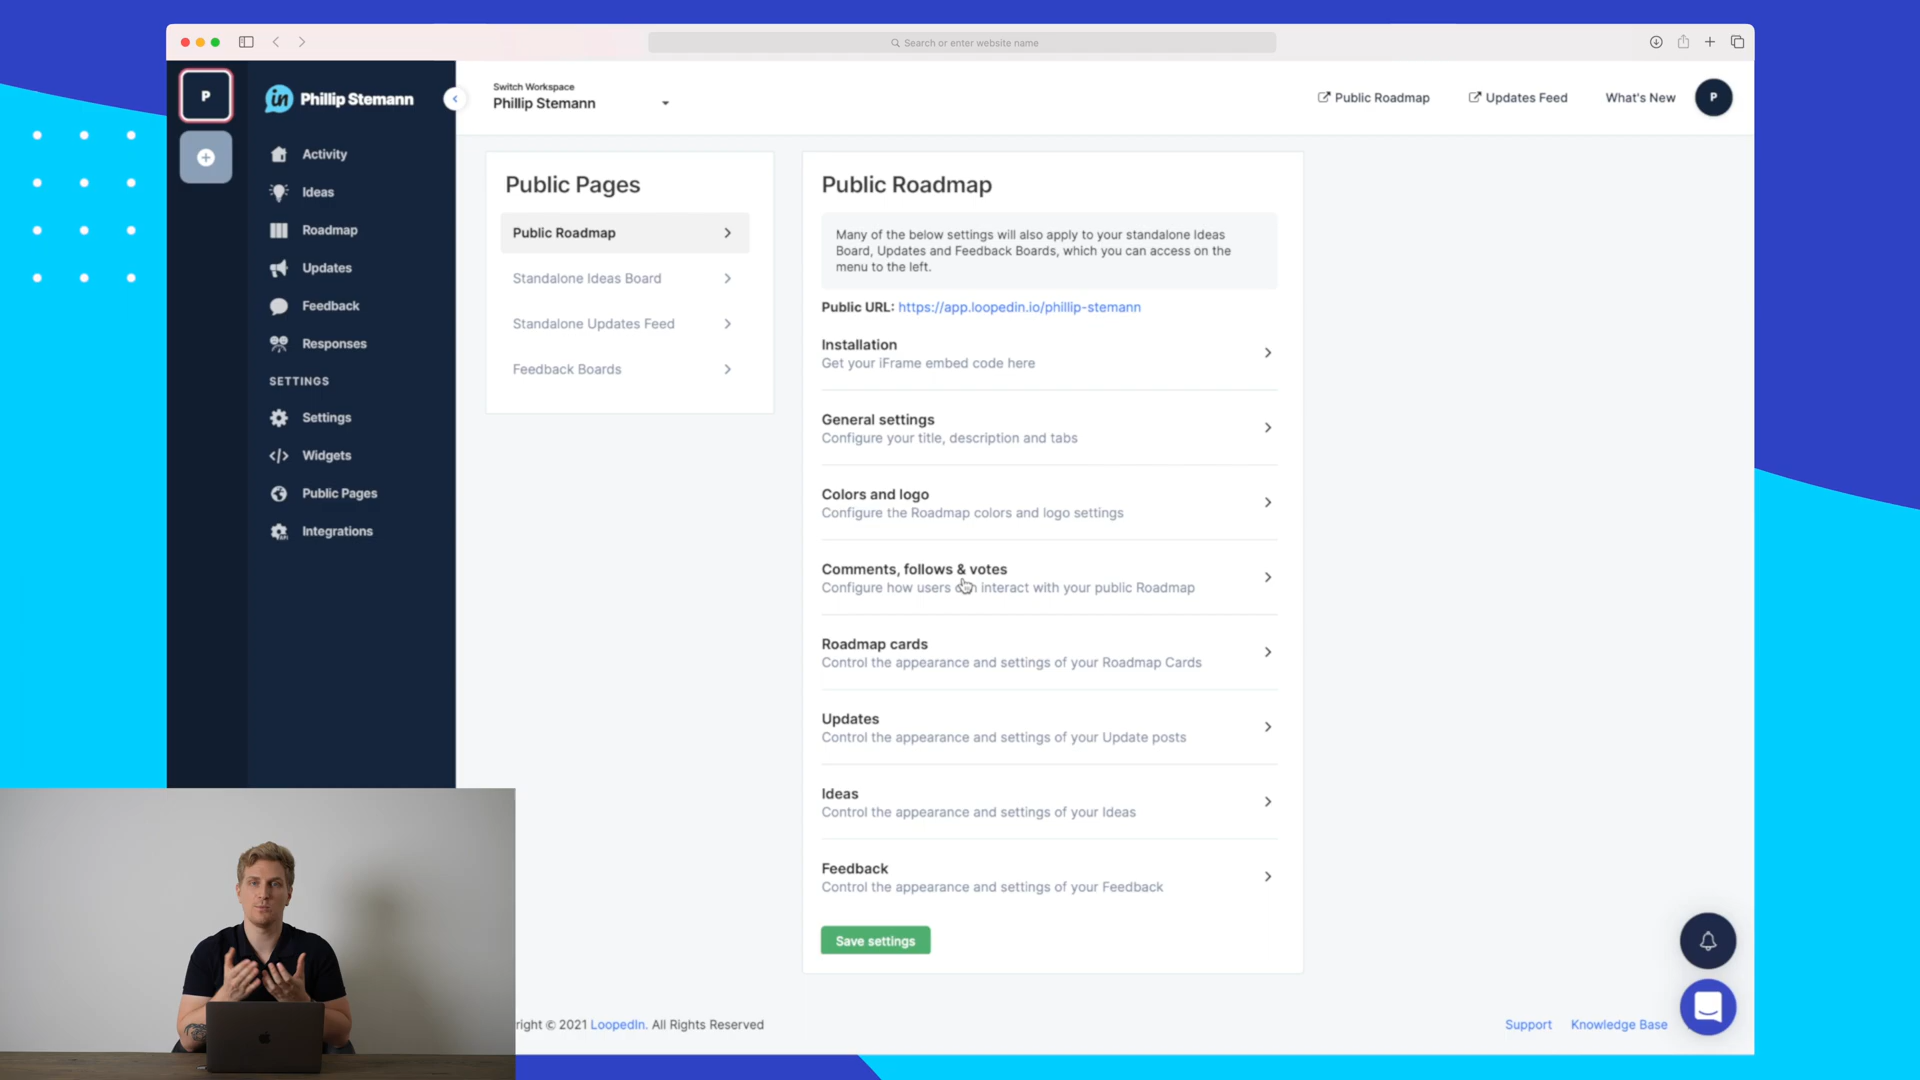 Search or enter website name
P
in Phillip Stemann
Switch Workspace
Phillip Stemann
Public Roadmap
Updates Feed
What's New
P
Activity
Ideas
Roadmap
Updates
Feedback
Responses
SETTINGS
Settings
Widgets
Public Pages
Integrations
Public Pages
Public Roadmap
Standalone Ideas Board
Standalone Updates Feed
Feedback Boards
Public Roadmap
Many of the below settings will also apply to your standalone Ideas
Board, Updates and Feedback Boards, which you can access on the
menu to the left.
Public URL: https://app.loopedin.io/phillip-stemann
Installation
Get your iFrame embed code here
General settings
Configure your title, description and tabs
Colors and logo
Configure the Roadmap colors and logo settings
Comments, follows & votes
Configure how users can interact with your public Roadmap
Roadmap cards
Control the appearance and settings of your Roadmap Cards
Updates
Control the appearance and settings of your Update posts
Ideas
Control the appearance and settings of your Ideas
Feedback
Control the appearance and settings of your Feedback
Save settings
right © 2021 LoopedIn. All Rights Reserved
Support
Knowledge Base